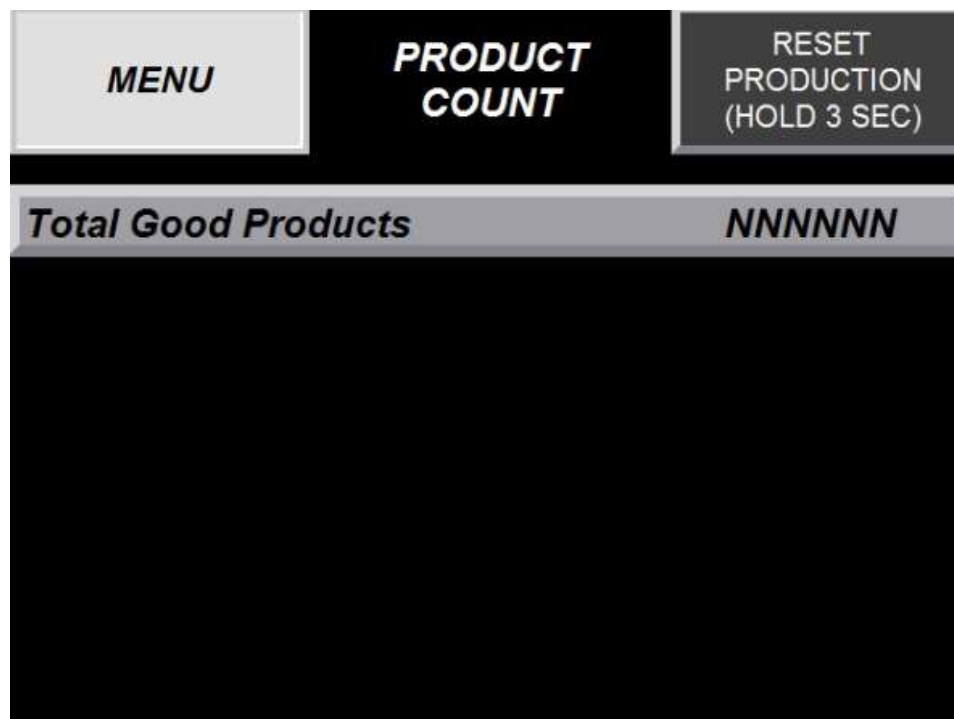 MENU
PRODUCT
COUNT
RESET
PRODUCTION
(HOLD 3 SEC)
Total Good Products NNNNNN